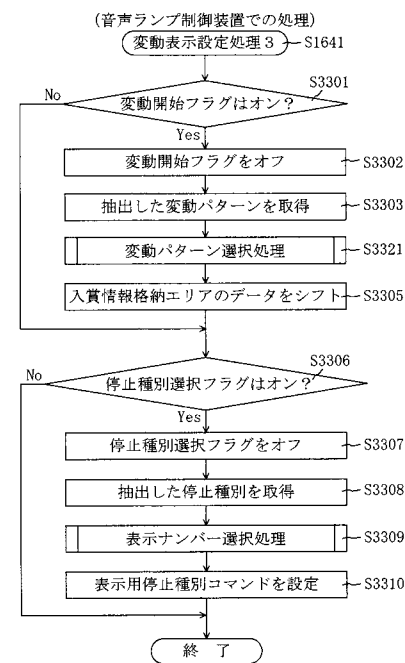 (音声ランプ制御装置での処理)
変動表示設定処理3
S1641
S3301
変動開始フラグはオン?
No
Yes
変動開始フラグをオフ
S3302
抽出した変動パターンを取得
S3303
変動パターン選択処理
S3321
入賞情報格納エリアのデータをシフト
S3305
S3306
停止種別選択フラグはオン?
No
Yes
停止種別選択フラグをオフ
S3307
抽出した停止種別を取得
S3308
表示ナンバー選択処理
S3309
表示用停止種別コマンドを設定
S3310
終 了